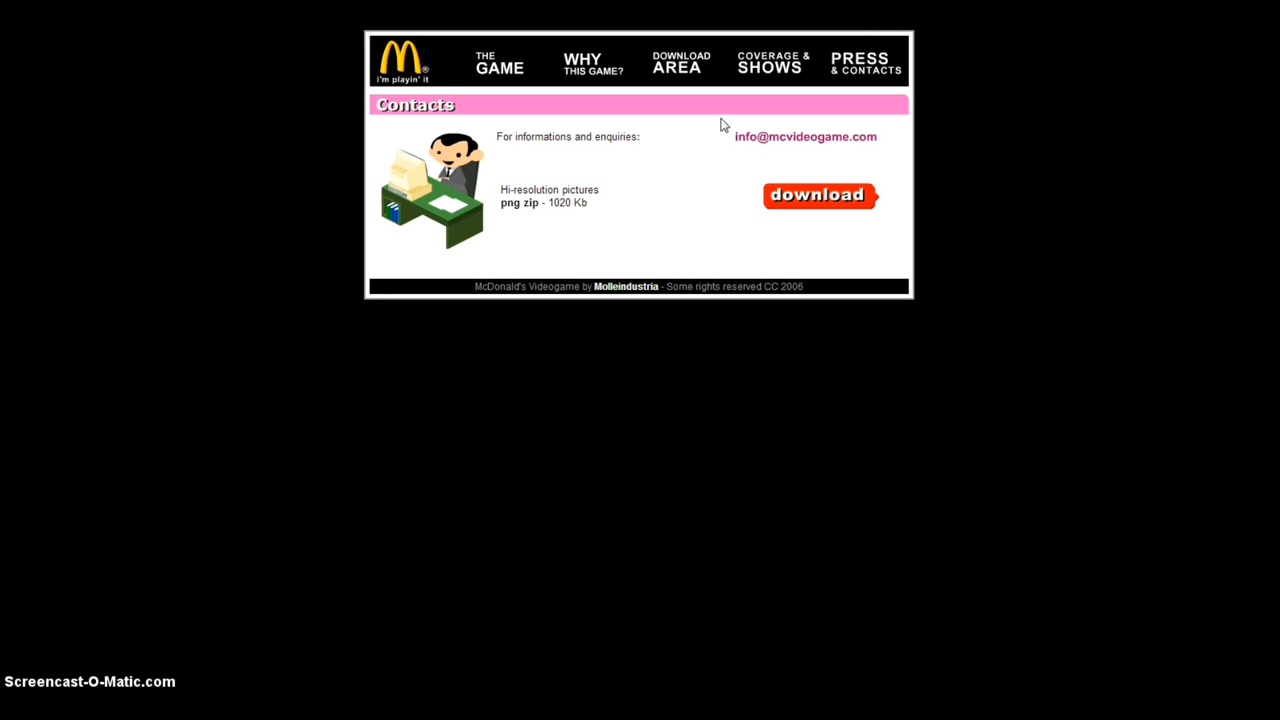 M®
i'm playin' it
THE
GAME
WHY
THIS GAME?
DOWNLOAD
AREA
COVERAGE &
SHOWS
PRESS
& CONTACTS
Contacts
For informations and enquiries:
info@mcvideogame.com
Hi-resolution pictures
png zip - 1020 Kb
download
McDonald's Videogame by Molleindustria - Some rights reserved CC 2006
Screencast-O-Matic.com